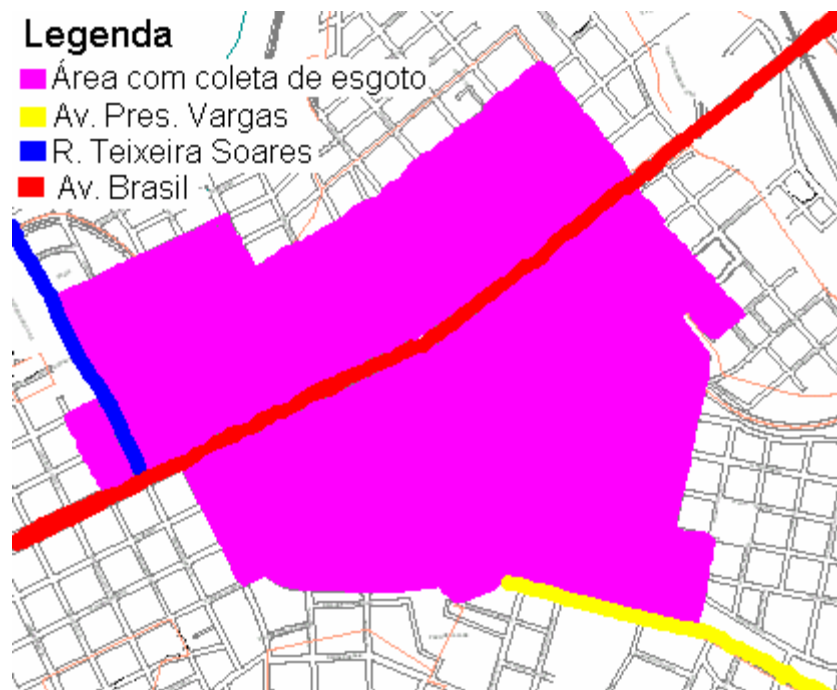 Legenda
Área com coleta de esgoto
Av. Pres. Vargas
R. Teixeira Soares
Av. Brasil